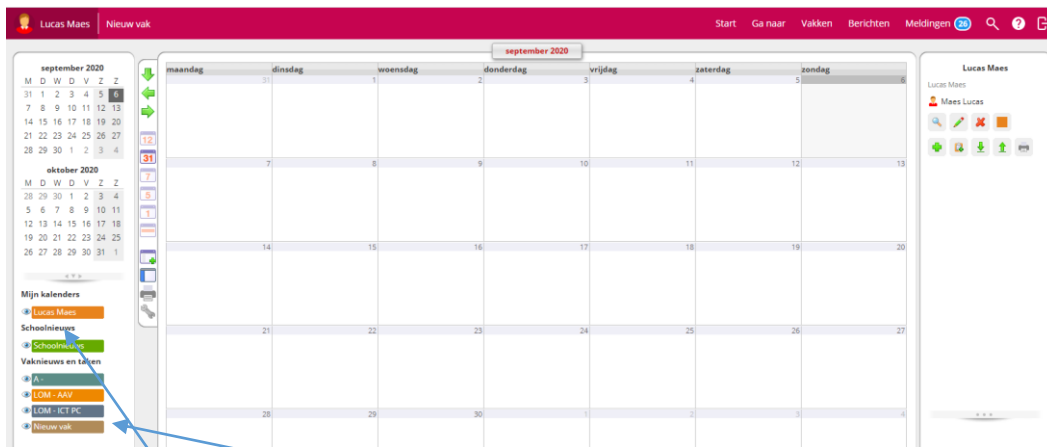 Lucas Maes Nieuw vak Start Ga naar Vakken Berichten Meldingen 26 ?
september 2020
september 2020
M D W D V Z Z
31 1 2 3 4 5 6
7 8 9 10 11 12 13
14 15 16 17 18 19 20
21 22 23 24 25 26 27
28 29 30 1 2 3 4
oktober 2020
M D W D V Z Z
28 29 30 1 2 3 4
5 6 7 8 9 10 11
12 13 14 15 16 17 18
19 20 21 22 23 24 25
26 27 28 29 30 31 1
Mijn kalenders
Lucas Maes
Schoolnieuws
Schoolnieuws
Vaknieuws en taken
A -
LOM - AAV
LOM - ICT PC
Nieuw vak
12
31
7
5
1
maandag dinsdag woensdag donderdag vrijdag zaterdag zondag
31 1 2 3 4 5 6
7 8 9 10 11 12 13
14 15 16 17 18 19 20
21 22 23 24 25 26 27
28 29 30 1 2 3 4
Lucas Maes
Lucas Maes
Maes Lucas